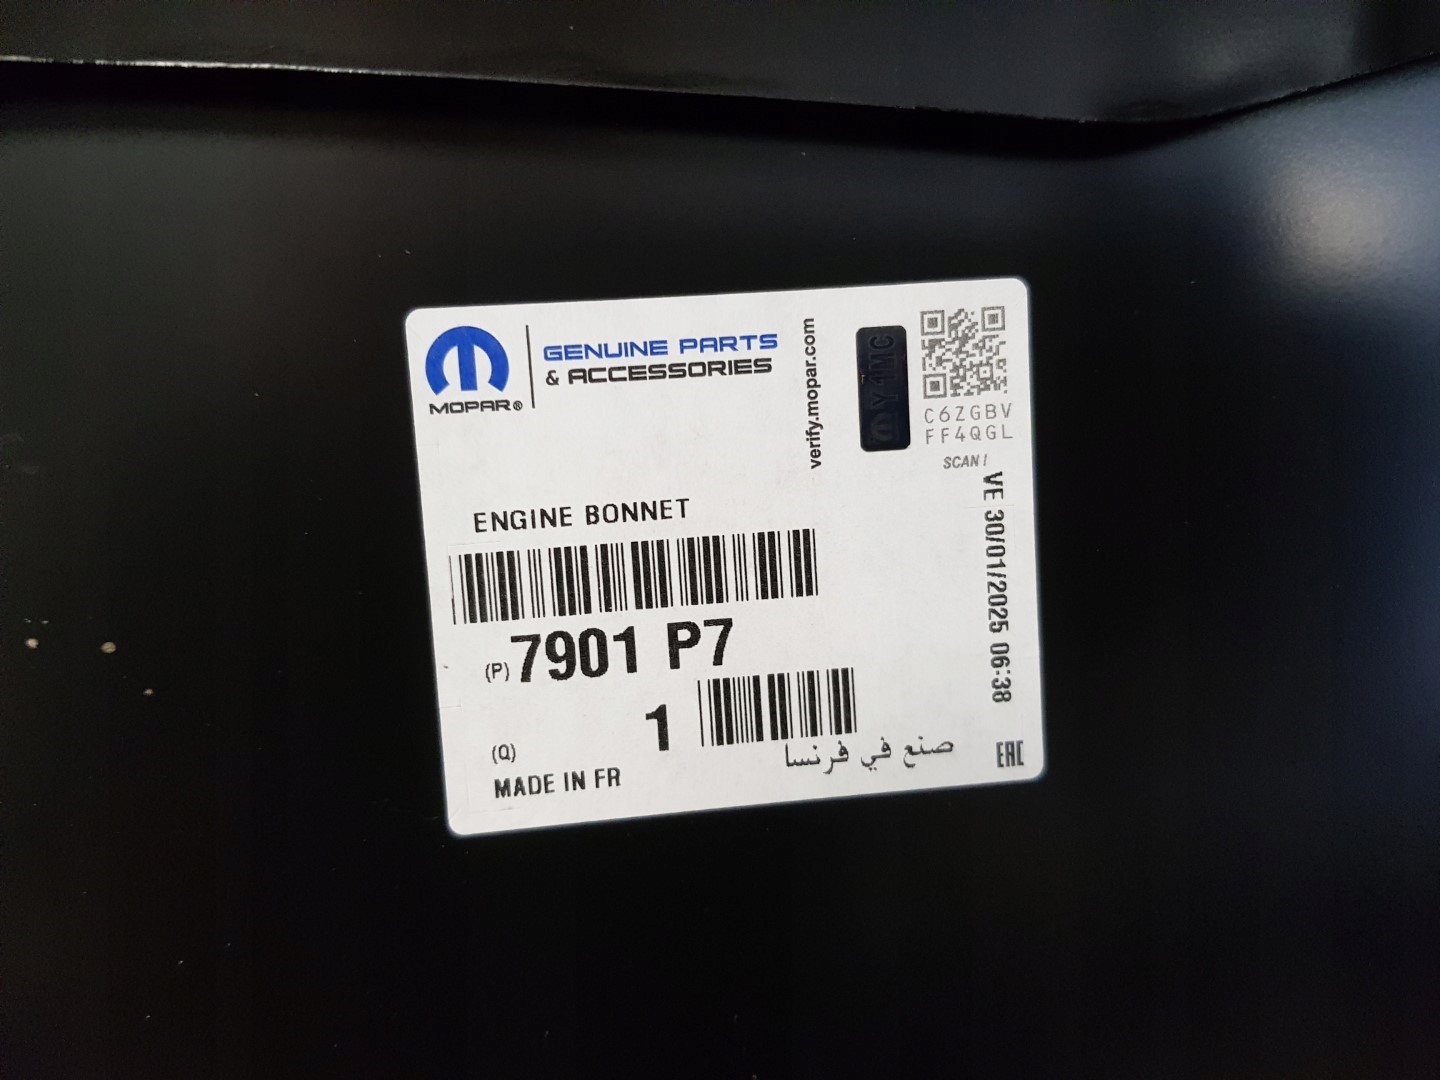 MOPAR®
GENUINE PARTS
& ACCESSORIES
verify.mopar.com
Y4MC
C6ZGBV
FF4QGL
SCAN!
VE 30/01/2025 06:38
ENGINE BONNET
(P) 7901 P7
(Q) 1
MADE IN FR
صنع في فرنسا
EAC